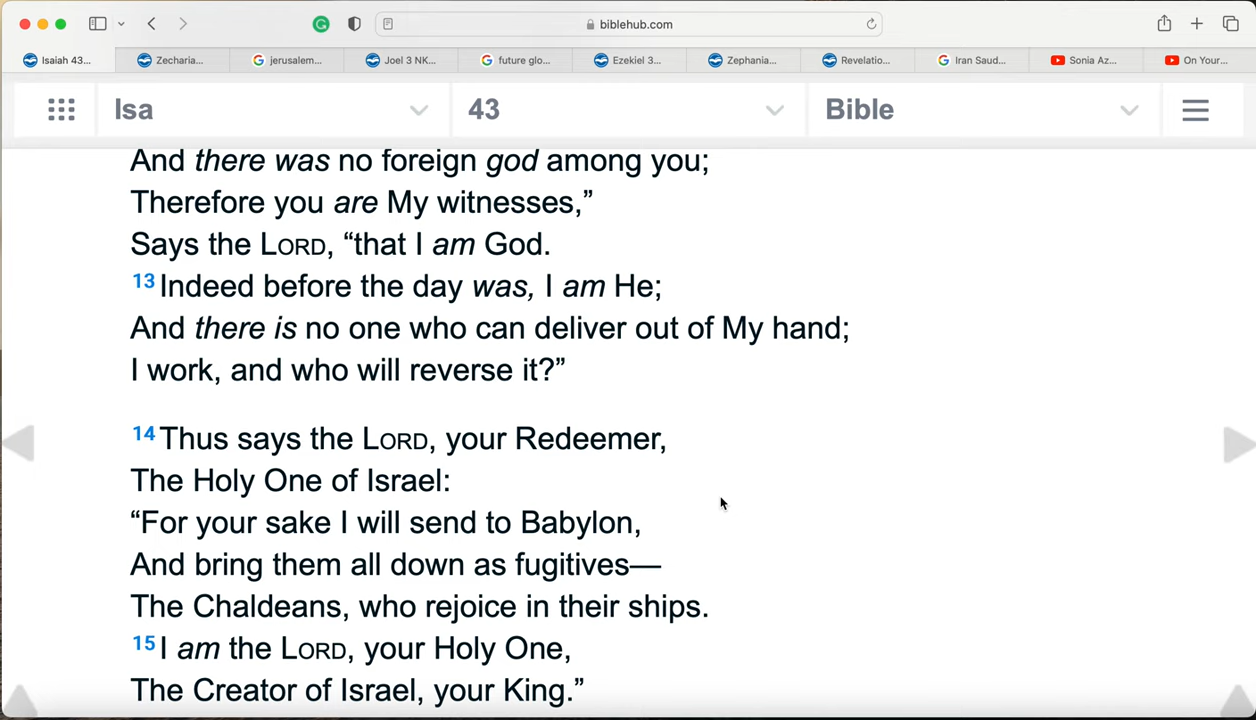 biblehub.com
Isaiah 43...
Zecharia...
jerusalem...
Joel 3 NK...
future glo...
Ezekiel 3...
Zephania...
Revelatio...
Iran Saud...
Sonia Az...
On Your...
Isa
43
Bible
And there was no foreign god among you;
Therefore you are My witnesses,”
Says the LORD, “that I am God.
13 Indeed before the day was, I am He;
And there is no one who can deliver out of My hand;
I work, and who will reverse it?”
14 Thus says the LORD, your Redeemer,
The Holy One of Israel:
“For your sake I will send to Babylon,
And bring them all down as fugitives—
The Chaldeans, who rejoice in their ships.
15 I am the LORD, your Holy One,
The Creator of Israel, your King.”